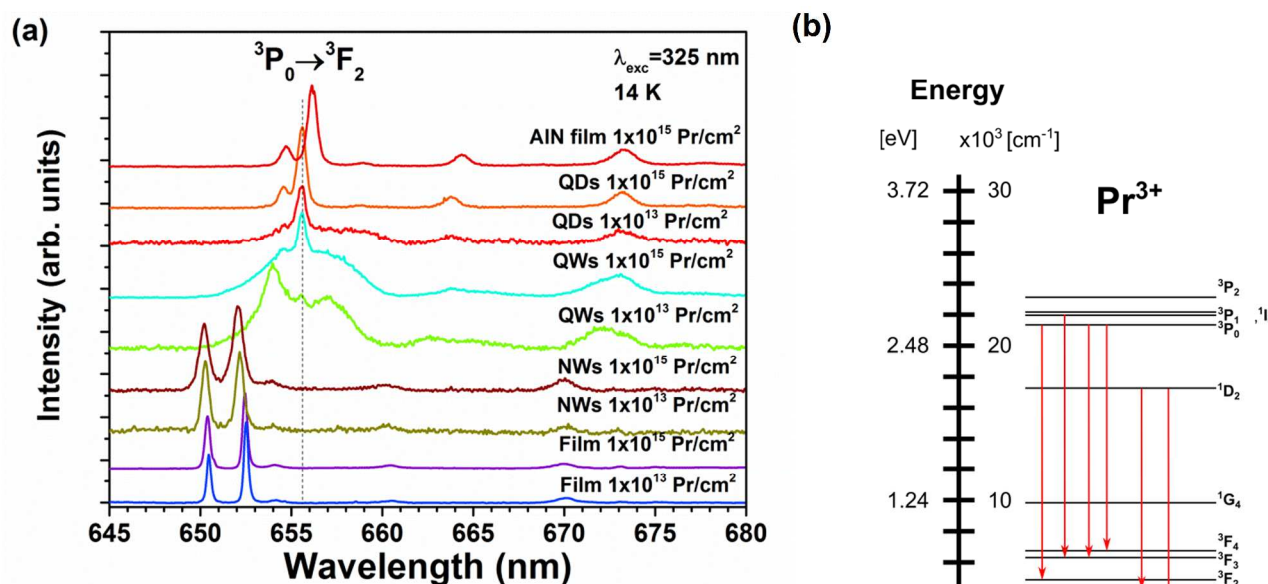 (a)
³P₀→³F₂
λexc=325 nm
14 K
AlN film 1x10¹⁵ Pr/cm²
QDs 1x10¹⁵ Pr/cm²
QDs 1x10¹³ Pr/cm²
QWs 1x10¹⁵ Pr/cm²
QWs 1x10¹³ Pr/cm²
NWs 1x10¹⁵ Pr/cm²
NWs 1x10¹³ Pr/cm²
Film 1x10¹⁵ Pr/cm²
Film 1x10¹³ Pr/cm²
Intensity (arb. units)
645 650 655 660 665 670 675 680
Wavelength (nm)
(b)
Energy
[eV] x10³ [cm⁻¹]
Pr³⁺
3.72 30
2.48 20
1.24 10
³P₂
³P₁ ,¹I
³P₀
¹D₂
¹G₄
³F₄
³F₃